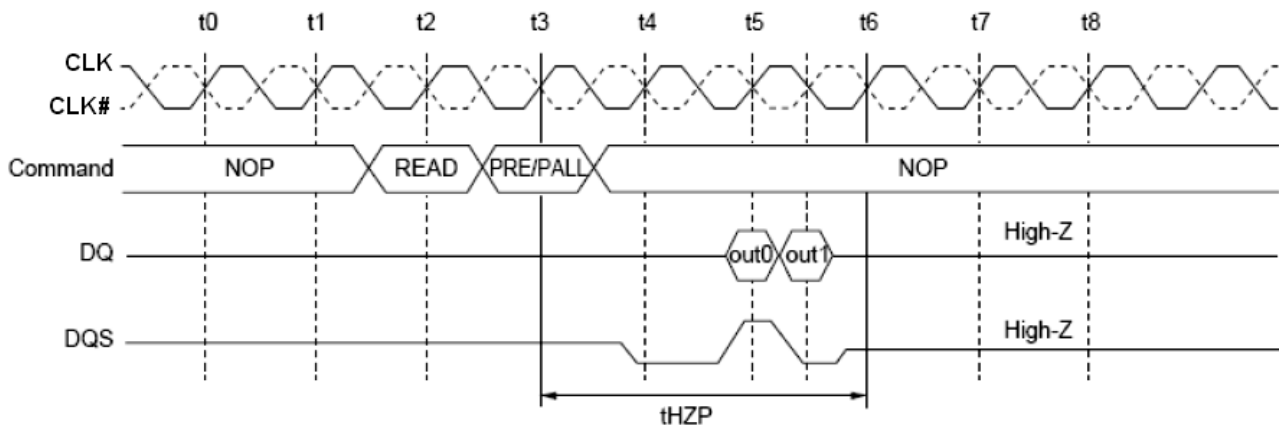 t0 t1 t2 t3 t4 t5 t6 t7 t8
CLK
CLK#
Command NOP READ PRE/PALL NOP
DQ out0 out1 High-Z
DQS High-Z
tHZP